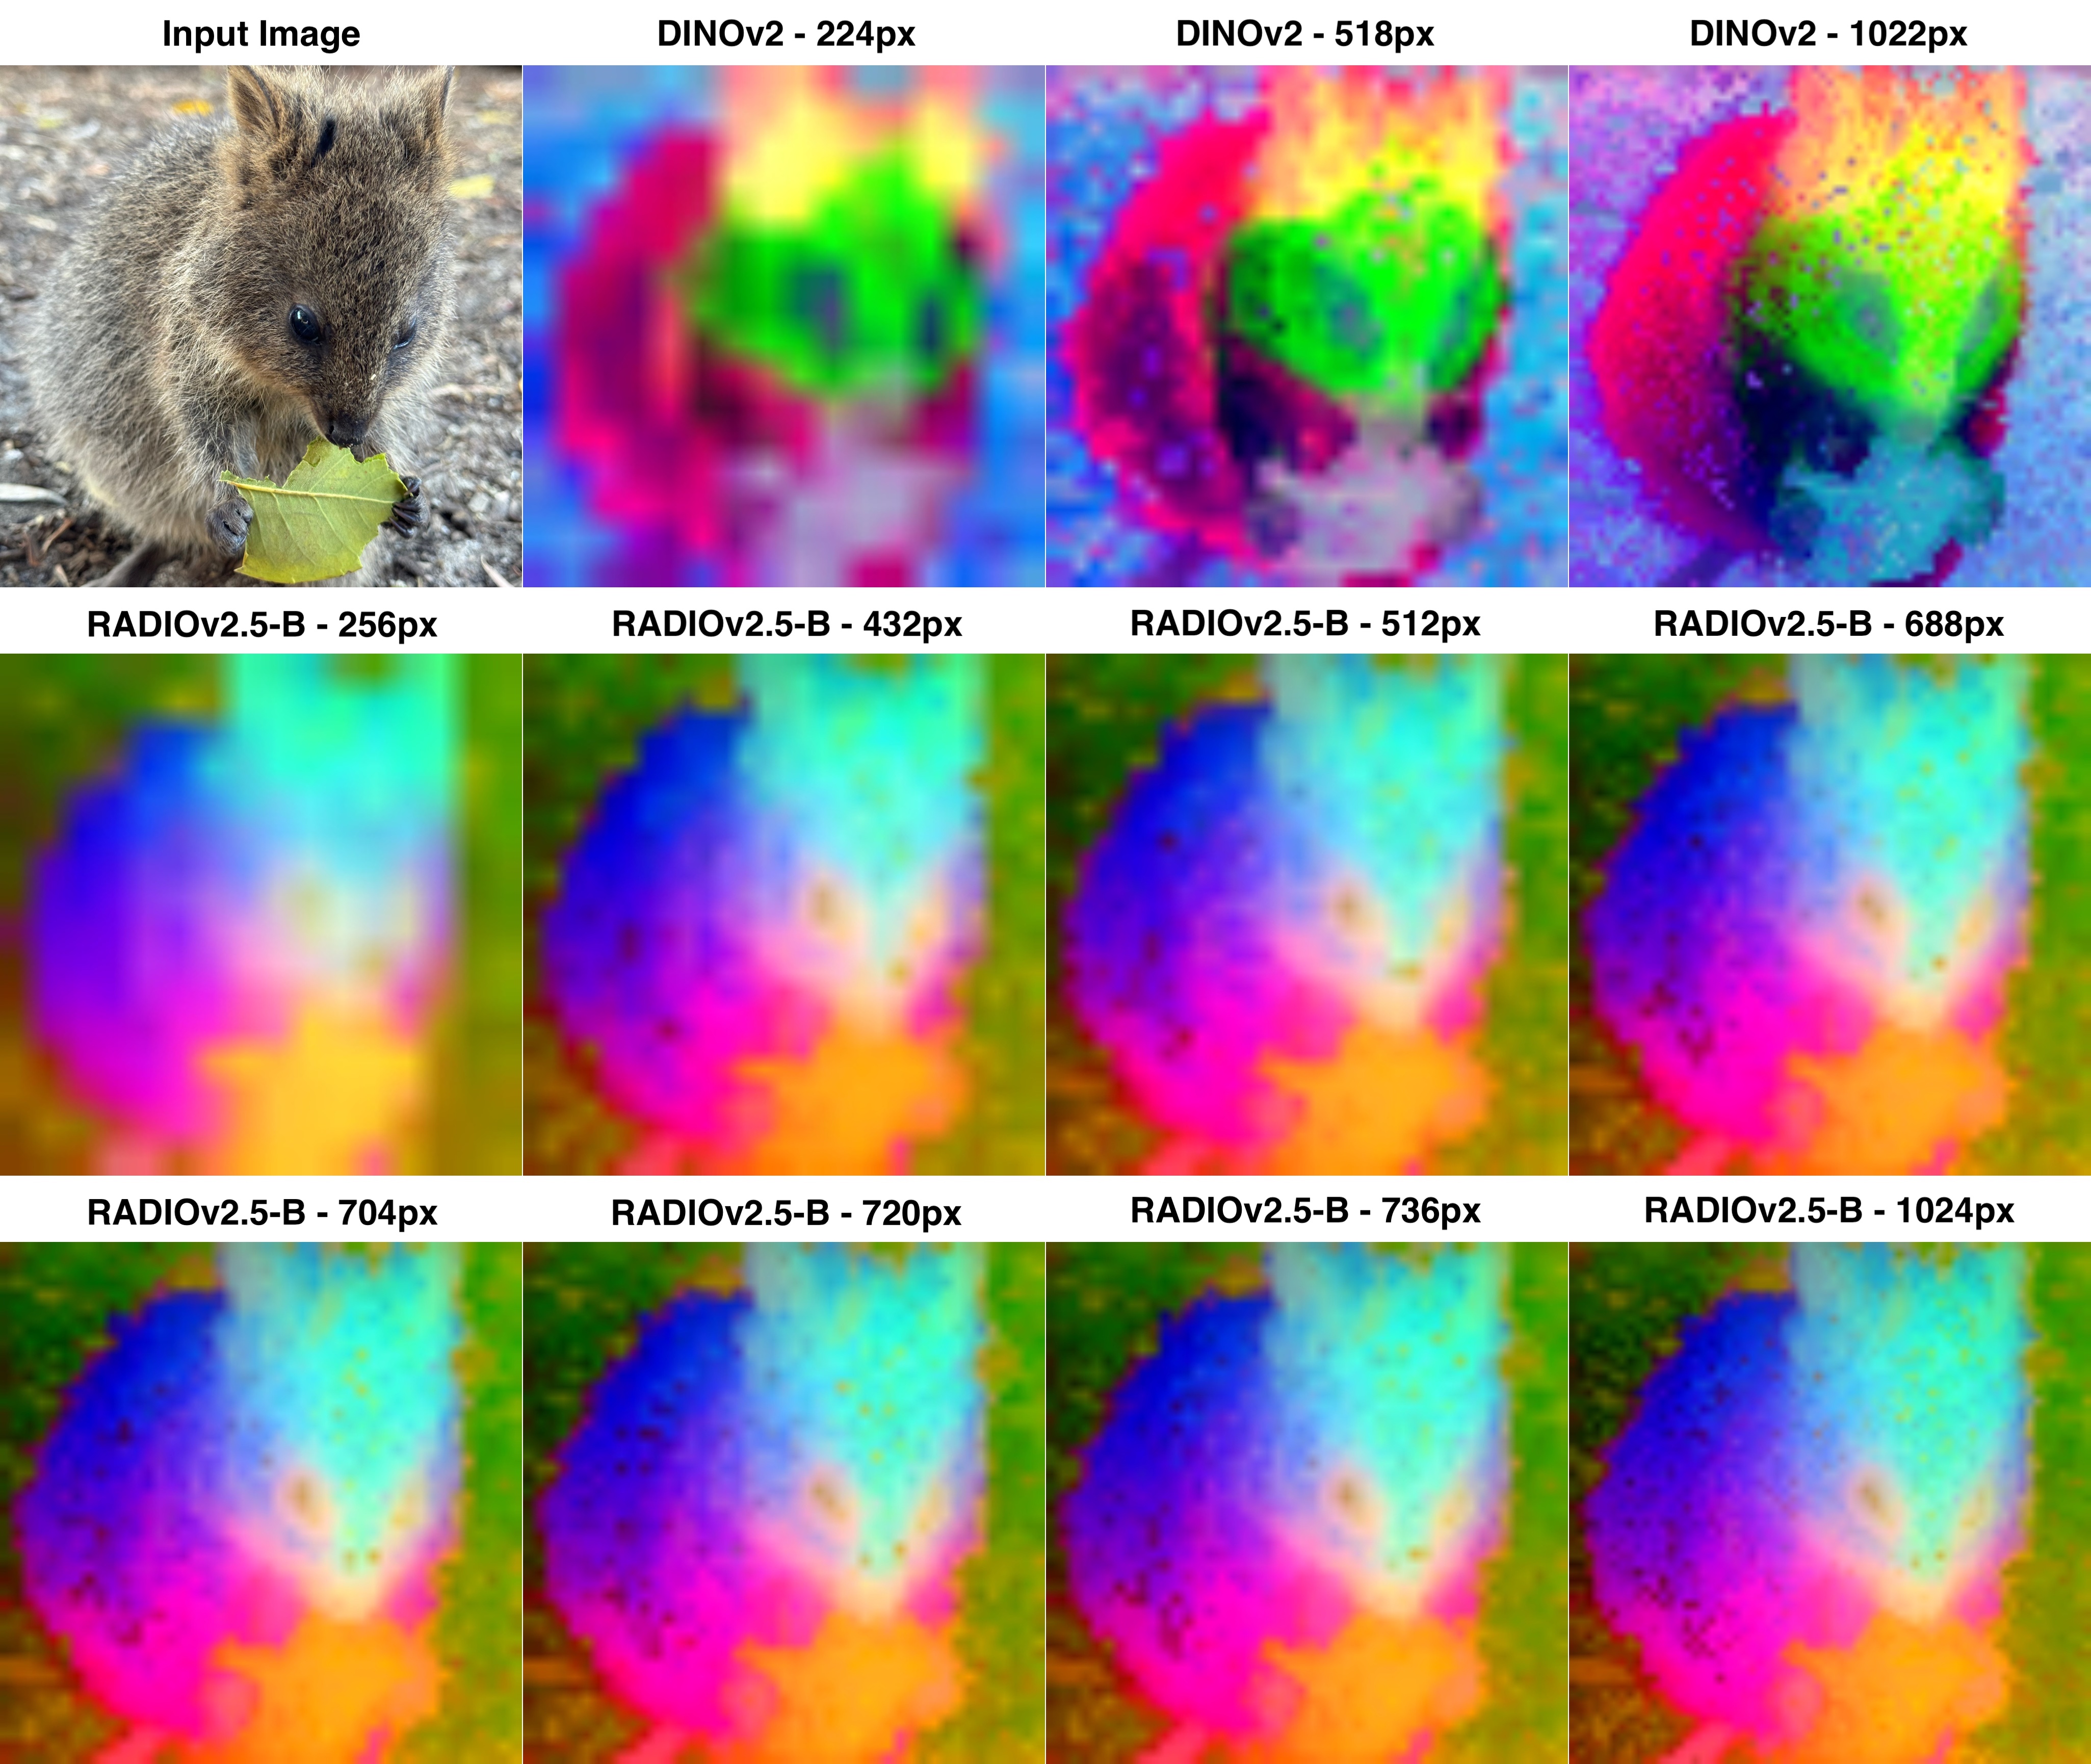 Input Image
DINOv2 - 224px
DINOv2 - 518px
DINOv2 - 1022px
RADIOv2.5-B - 256px
RADIOv2.5-B - 432px
RADIOv2.5-B - 512px
RADIOv2.5-B - 688px
RADIOv2.5-B - 704px
RADIOv2.5-B - 720px
RADIOv2.5-B - 736px
RADIOv2.5-B - 1024px